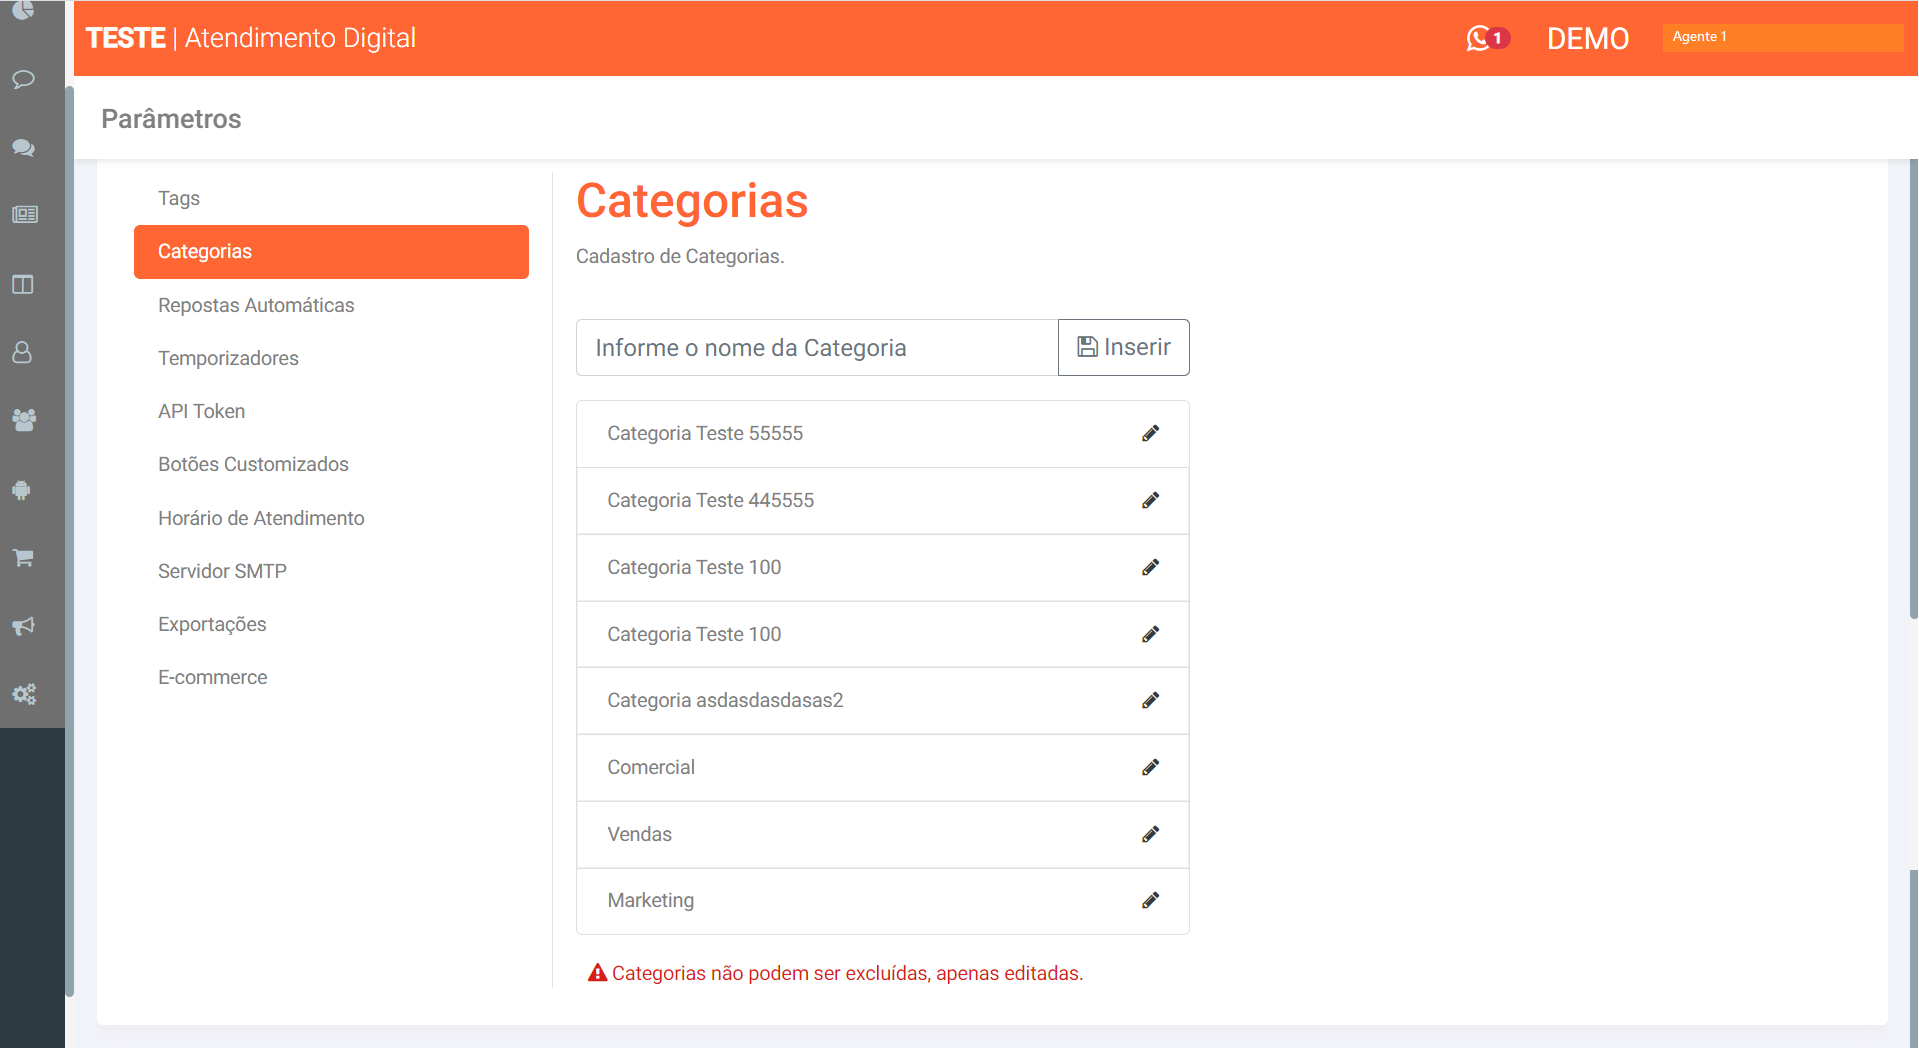 TESTE | Atendimento Digital
1
DEMO
Agente 1
Parâmetros
Tags
Categorias
Repostas Automáticas
Temporizadores
API Token
Botões Customizados
Horário de Atendimento
Servidor SMTP
Exportações
E-commerce
Categorias
Cadastro de Categorias.
Informe o nome da Categoria
Inserir
Categoria Teste 55555
Categoria Teste 445555
Categoria Teste 100
Categoria Teste 100
Categoria asdasdasdasas2
Comercial
Vendas
Marketing
Categorias não podem ser excluídas, apenas editadas.